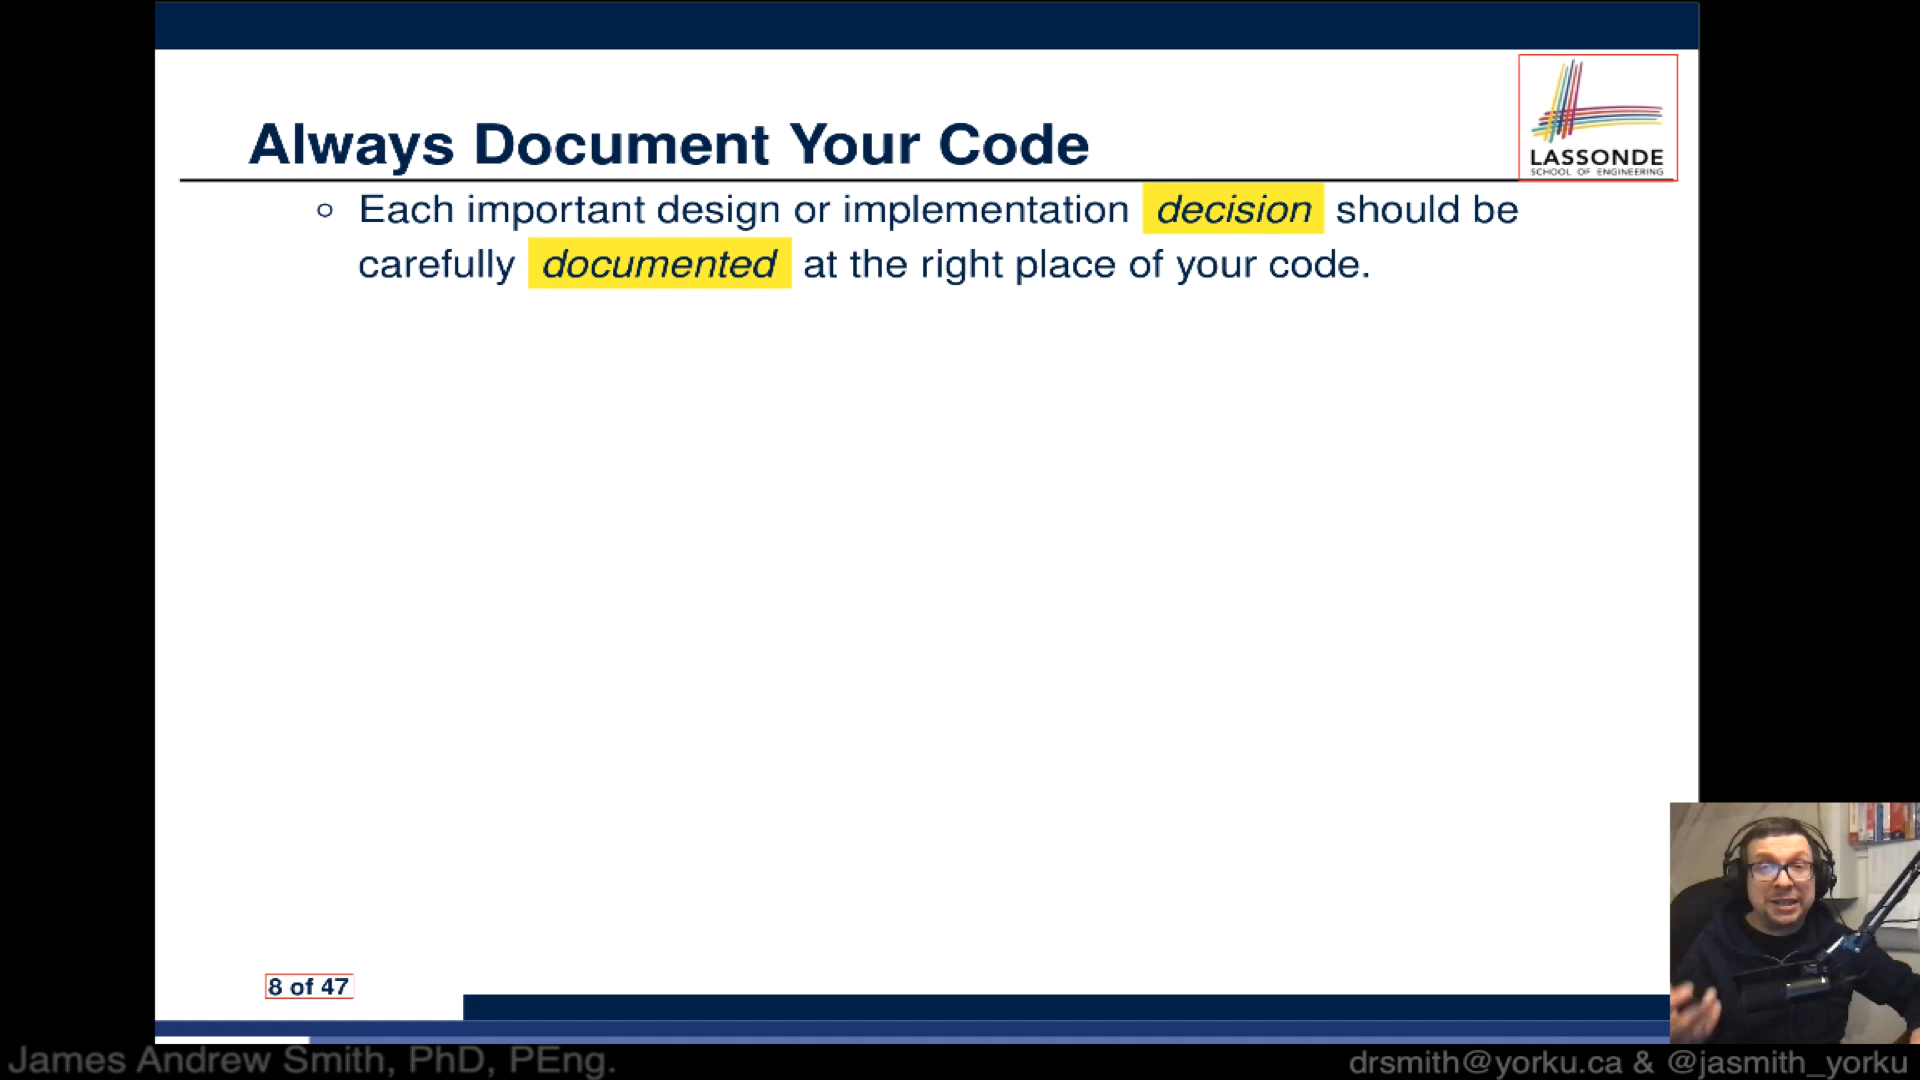 LASSONDE
SCHOOL OF ENGINEERING
Always Document Your Code
Each important design or implementation decision should be
carefully documented at the right place of your code.
8 of 47
James Andrew Smith, PhD, PEng.
drsmith@yorku.ca & @jasmith_yorku